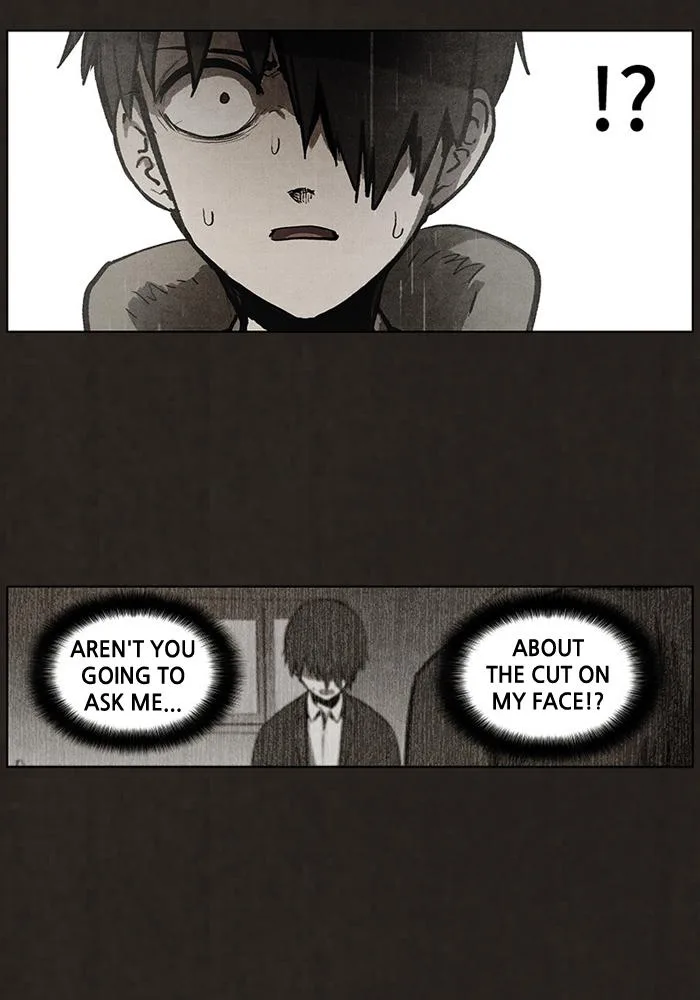 !?
AREN'T YOU
GOING TO
ASK ME...
ABOUT
THE CUT ON
MY FACE!?